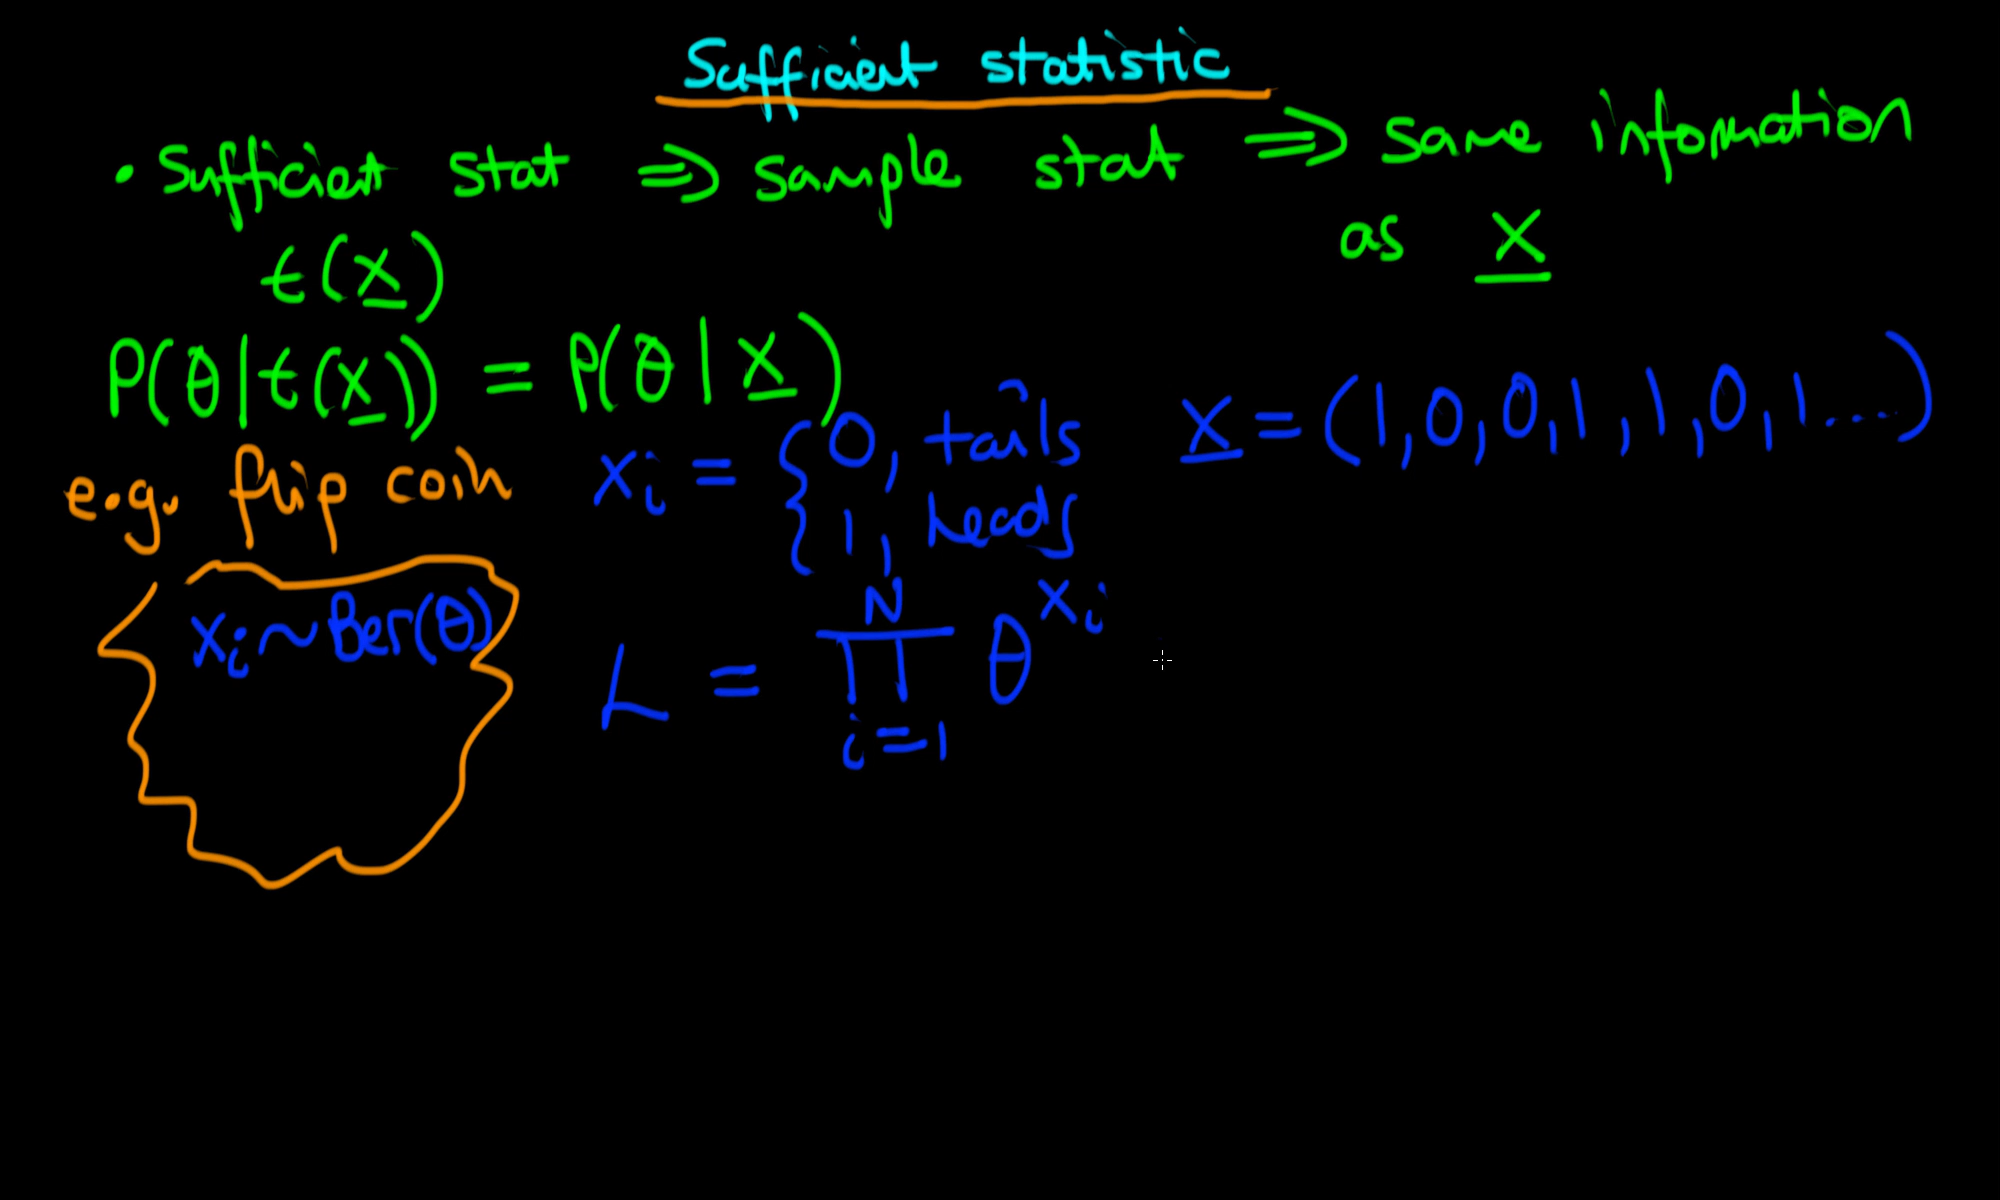 Sufficient statistic
• Sufficient stat ⇒ sample stat ⇒ same information
as X
t(X)
P(θ|t(X)) = P(θ|X)
e.g. flip coin
xi = { 0, tails
1, heads
X = (1,0,0,1,1,0,1....)
xi ~ Ber(θ)
L = ∏ N i=1 θ^xi